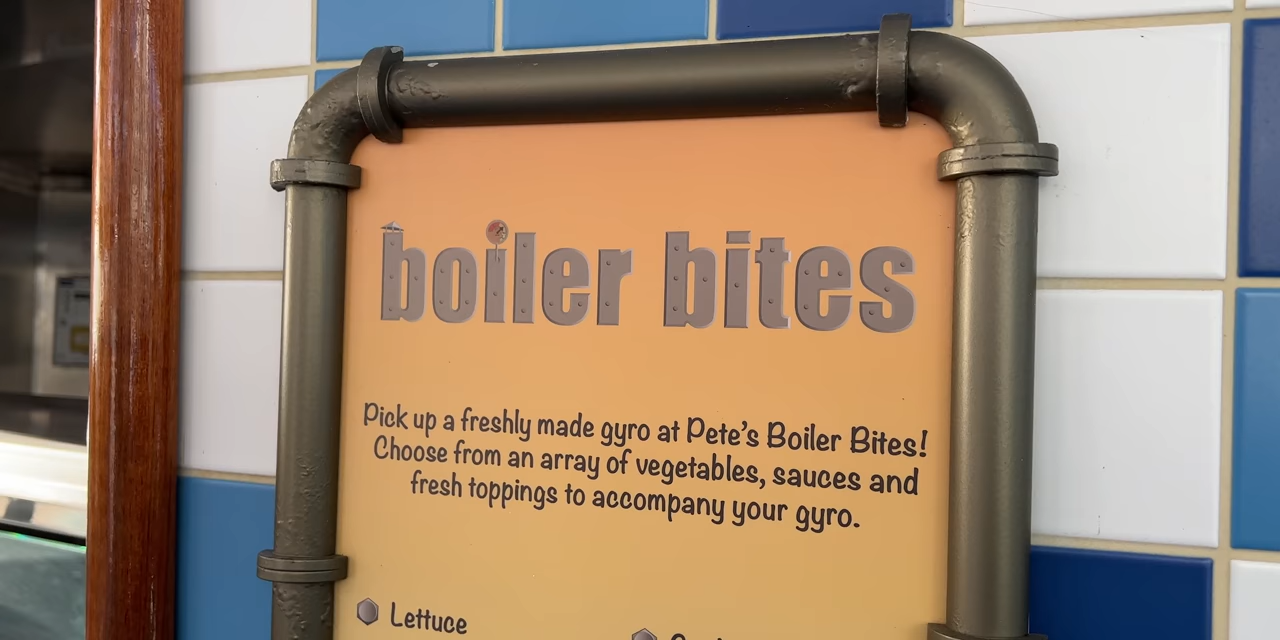 boiler bites
Pick up a freshly made gyro at Pete's Boiler Bites!
Choose from an array of vegetables, sauces and
fresh toppings to accompany your gyro.
Lettuce